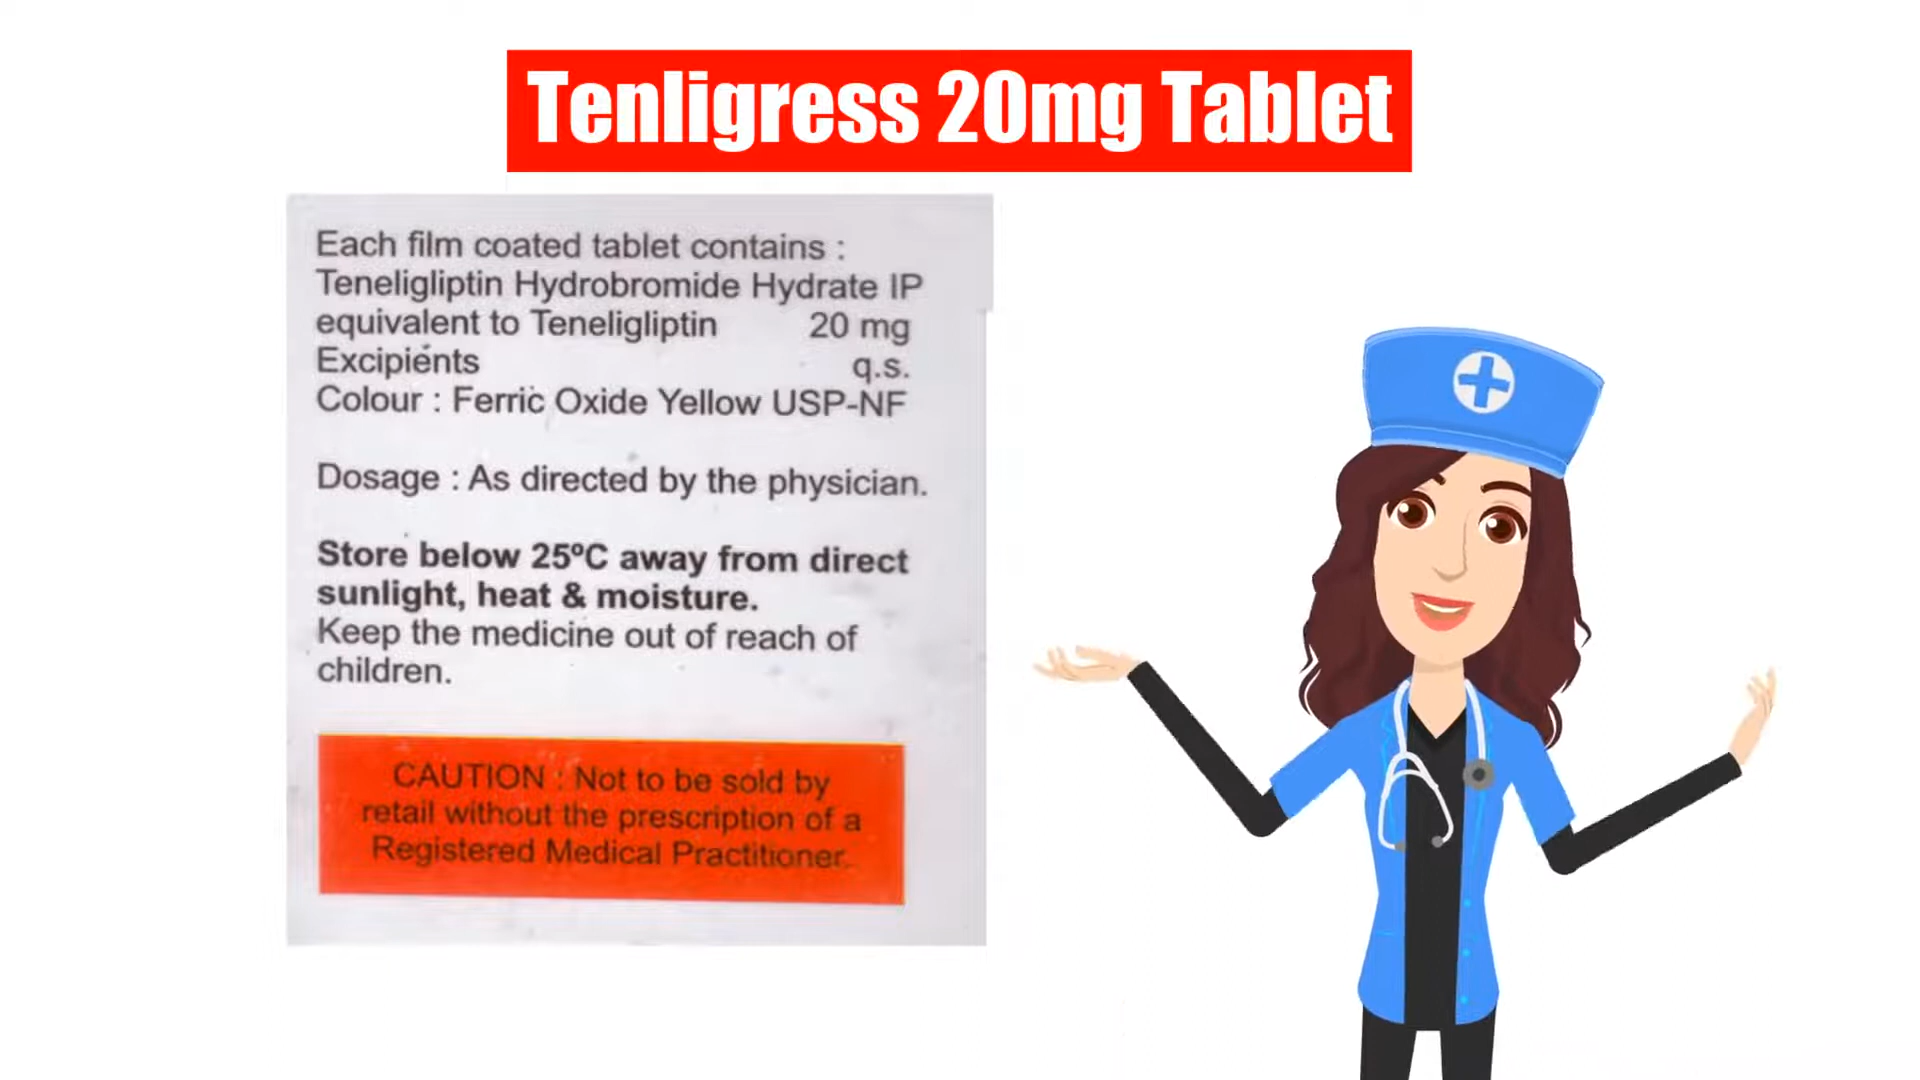 Tenligress 20mg Tablet
Each film coated tablet contains :
Teneligliptin Hydrobromide Hydrate IP
equivalent to Teneligliptin 20 mg
Excipients q.s.
Colour : Ferric Oxide Yellow USP-NF
Dosage : As directed by the physician.
Store below 25ºC away from direct
sunlight, heat & moisture.
Keep the medicine out of reach of
children.
CAUTION : Not to be sold by
retail without the prescription of a
Registered Medical Practitioner.